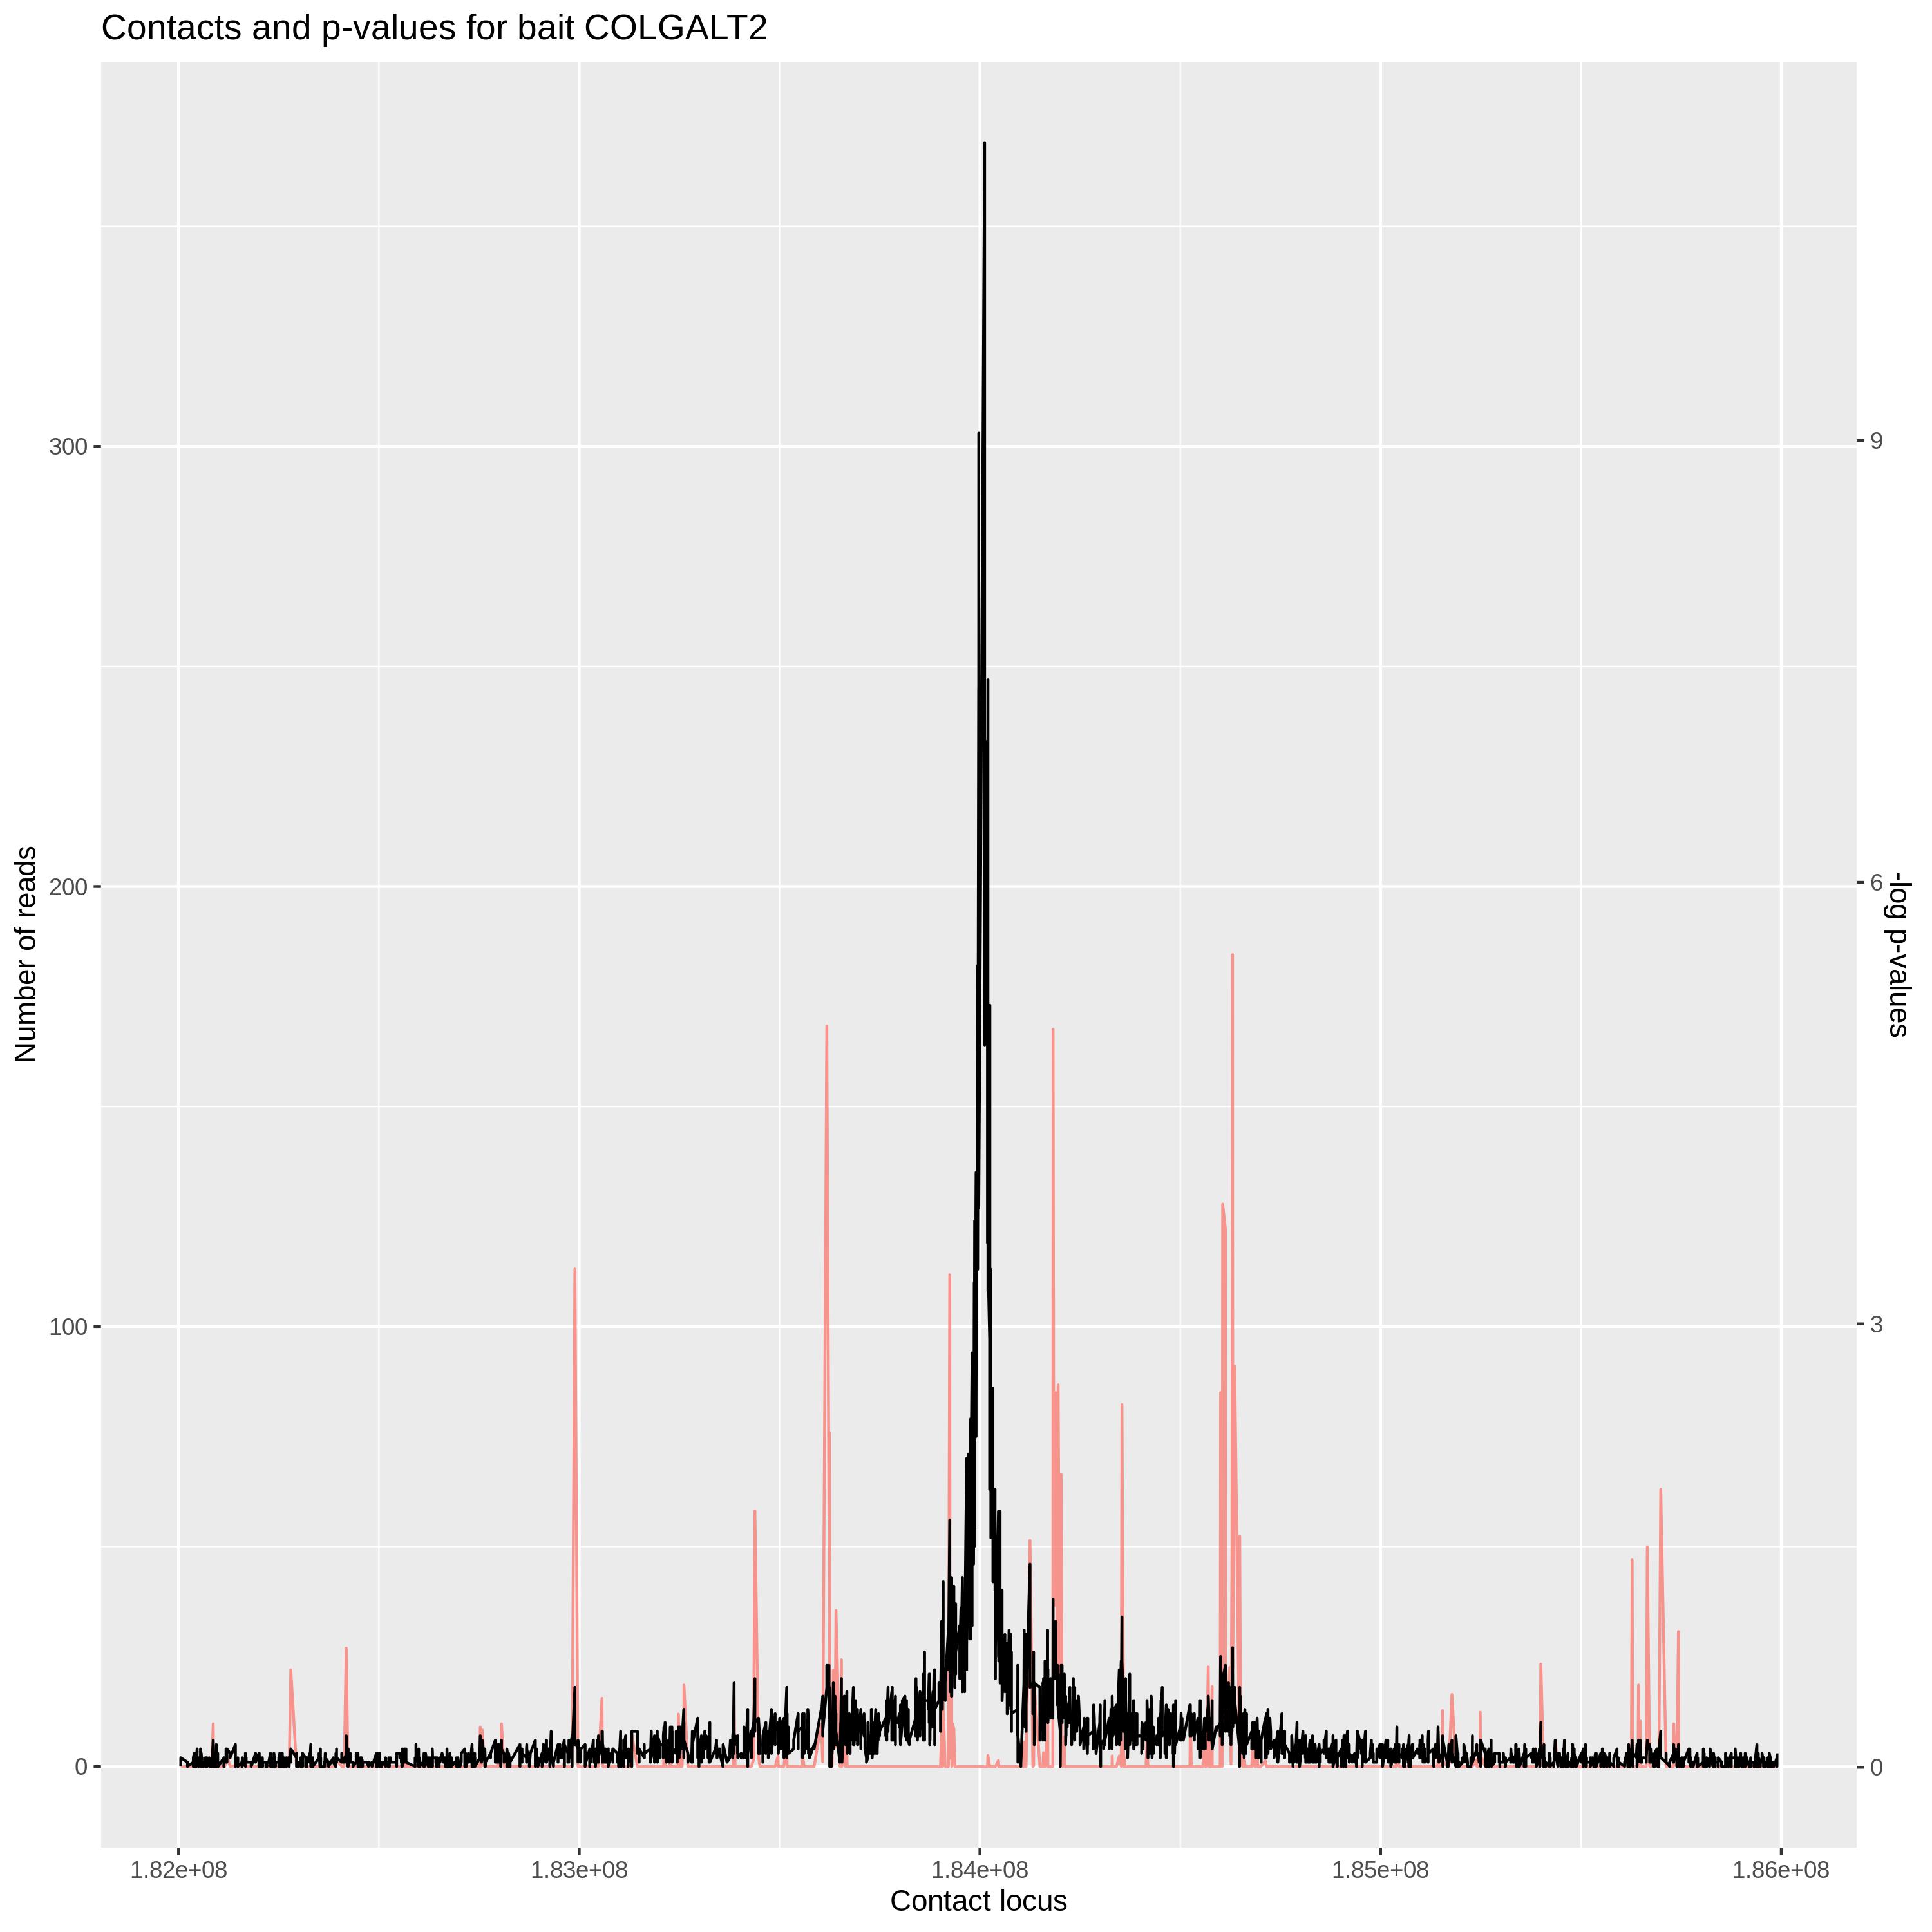 Contacts and p-values for bait COLGALT2
Number of reads
300
200
100
0
9
6
3
0
-log p-values
1.82e+08
1.83e+08
1.84e+08
1.85e+08
1.86e+08
Contact locus